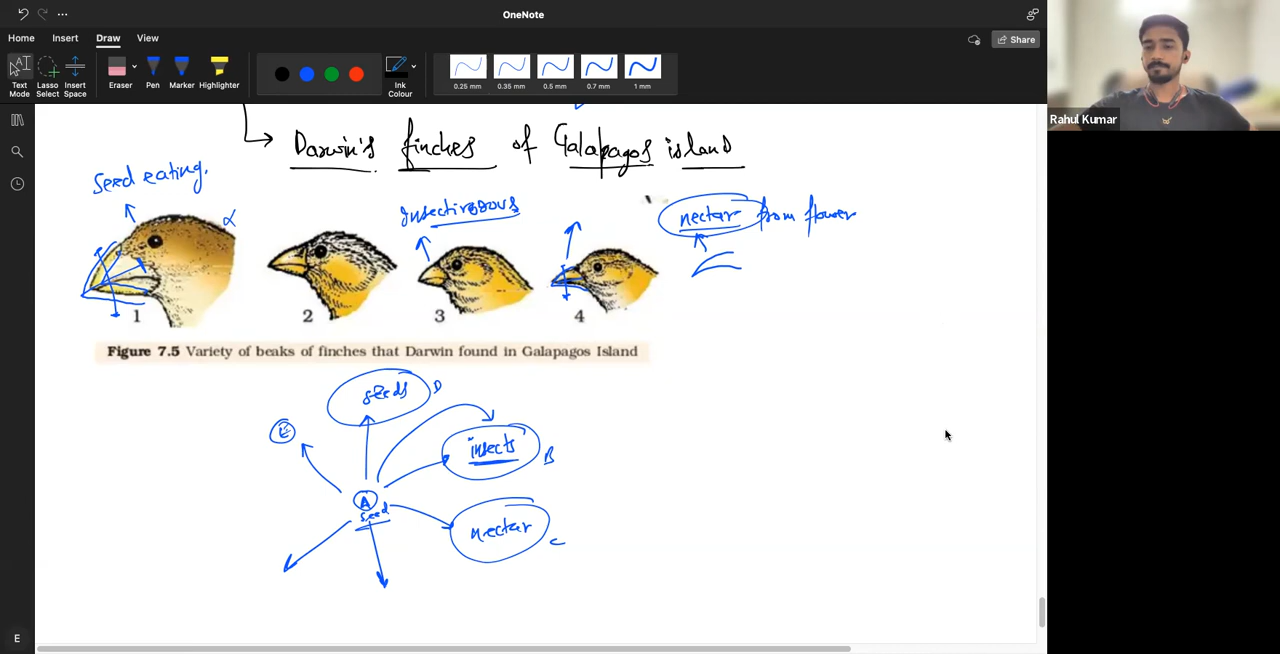 OneNote
Home Insert Draw View
Share
Text Mode
Lasso Select
Insert Space
Eraser
Pen
Marker
Highlighter
Ink Colour
0.25 mm
0.35 mm
0.5 mm
0.7 mm
1 mm
Rahul Kumar
Darwin's finches of Galapagos island
Seed eating.
α
Insectivorous
nectar from flower
1 2 3 4
Figure 7.5 Variety of beaks of finches that Darwin found in Galapagos Island
seeds D
E
insects B
A
seed
nectar C
E